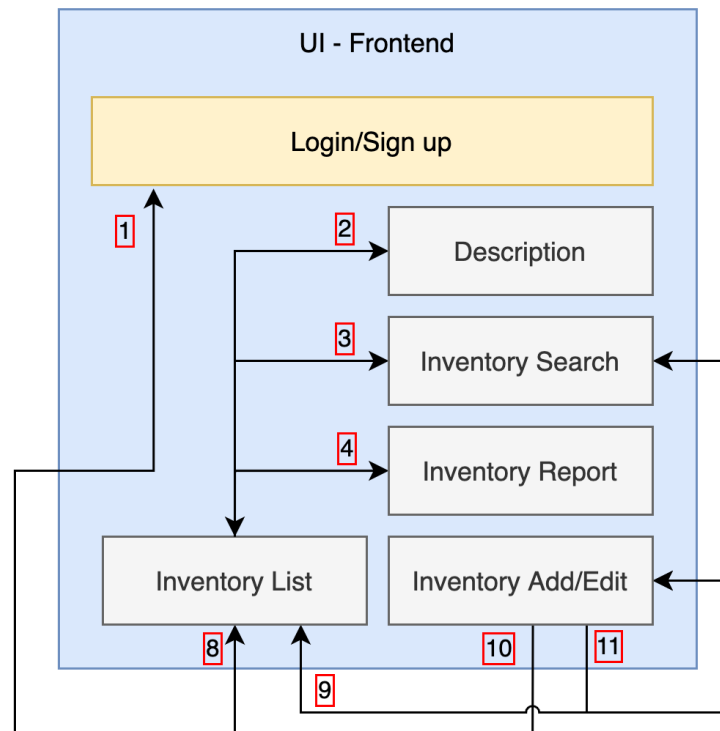 UI - Frontend
Login/Sign up
1
2
Description
3
Inventory Search
4
Inventory Report
Inventory List
Inventory Add/Edit
8
10
11
9